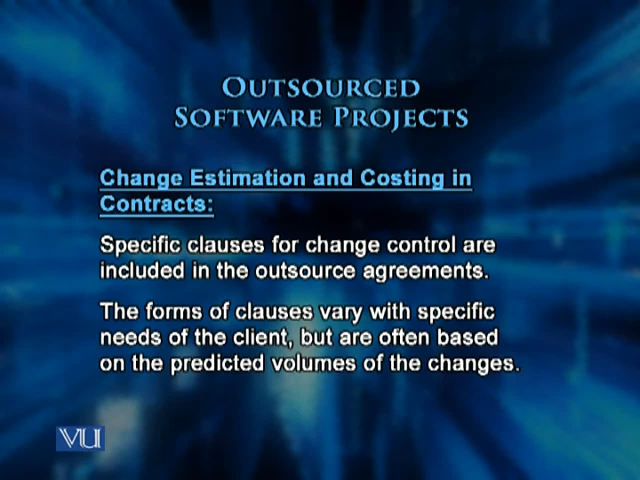 OUTSOURCED
SOFTWARE PROJECTS
Change Estimation and Costing in
Contracts:
Specific clauses for change control are
included in the outsource agreements.
The forms of clauses vary with specific
needs of the client, but are often based
on the predicted volumes of the changes.
VU